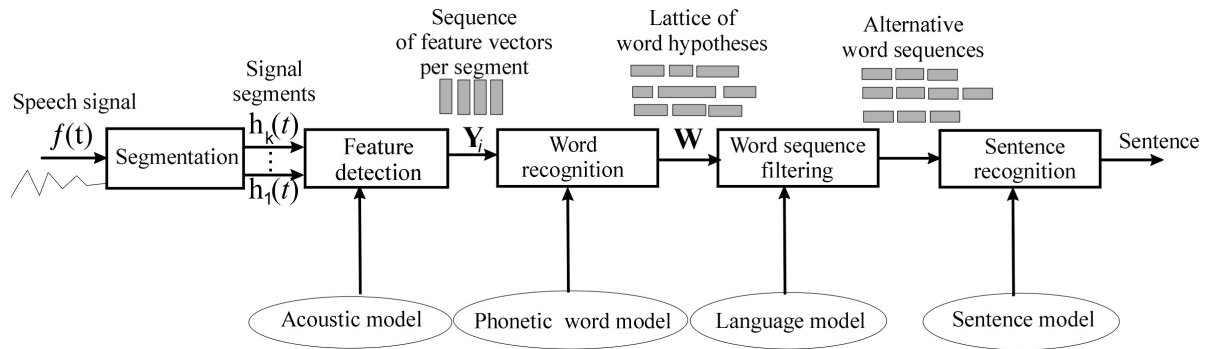 Speech signal
f(t)
Segmentation
Signal
segments
hk(t)
h1(t)
Feature
detection
Sequence
of feature vectors
per segment
Yi
Word
recognition
Lattice of
word hypotheses
W
Word sequence
filtering
Alternative
word sequences
Sentence
recognition
Sentence
Acoustic model
Phonetic word model
Language model
Sentence model